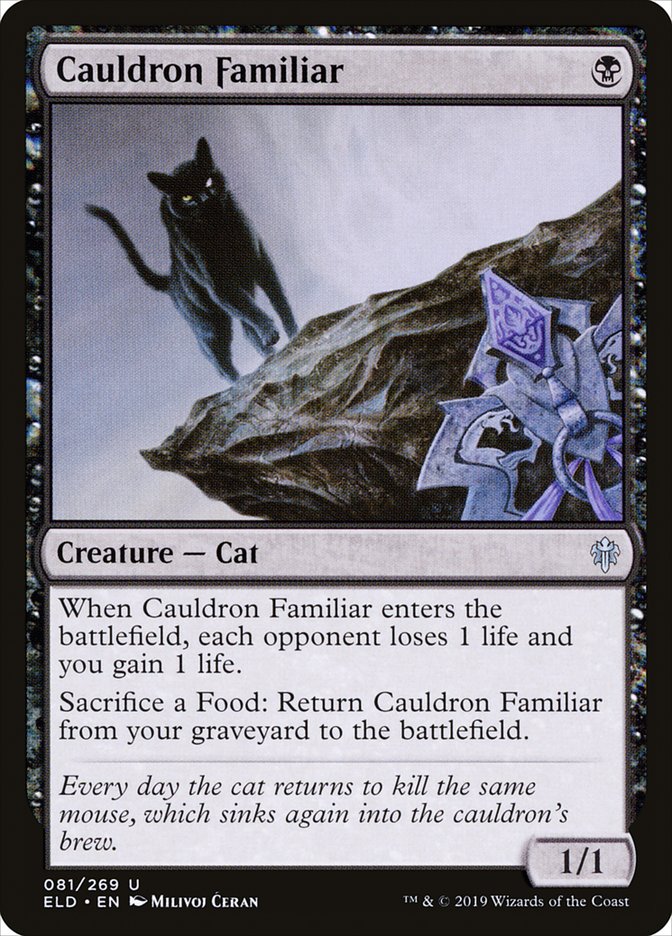 Cauldron Familiar
Creature — Cat
When Cauldron Familiar enters the
battlefield, each opponent loses 1 life and
you gain 1 life.
Sacrifice a Food: Return Cauldron Familiar
from your graveyard to the battlefield.
Every day the cat returns to kill the same
mouse, which sinks again into the cauldron's
brew.
1/1
081/269 U
ELD • EN Milivoj Ćeran
™ & © 2019 Wizards of the Coast